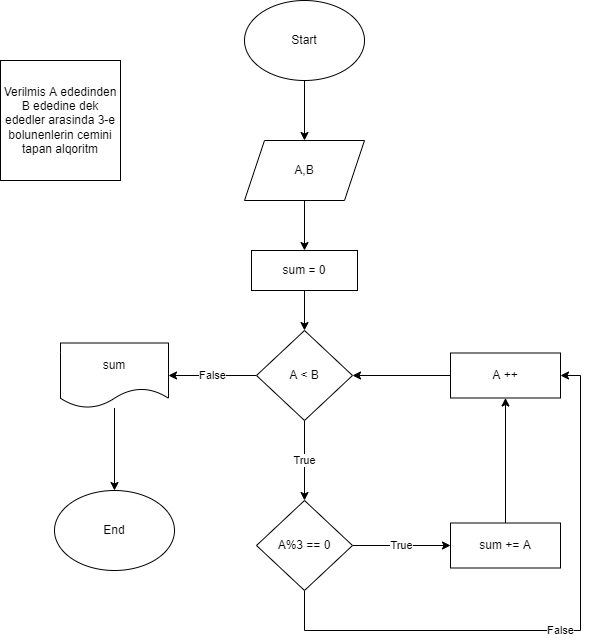 Start
Verilmis A ededinden
B ededine dek
ededler arasinda 3-e
bolunenlerin cemini
tapan alqoritm
A,B
sum = 0
sum
False
A < B
A ++
True
End
A%3 == 0
True
sum += A
False